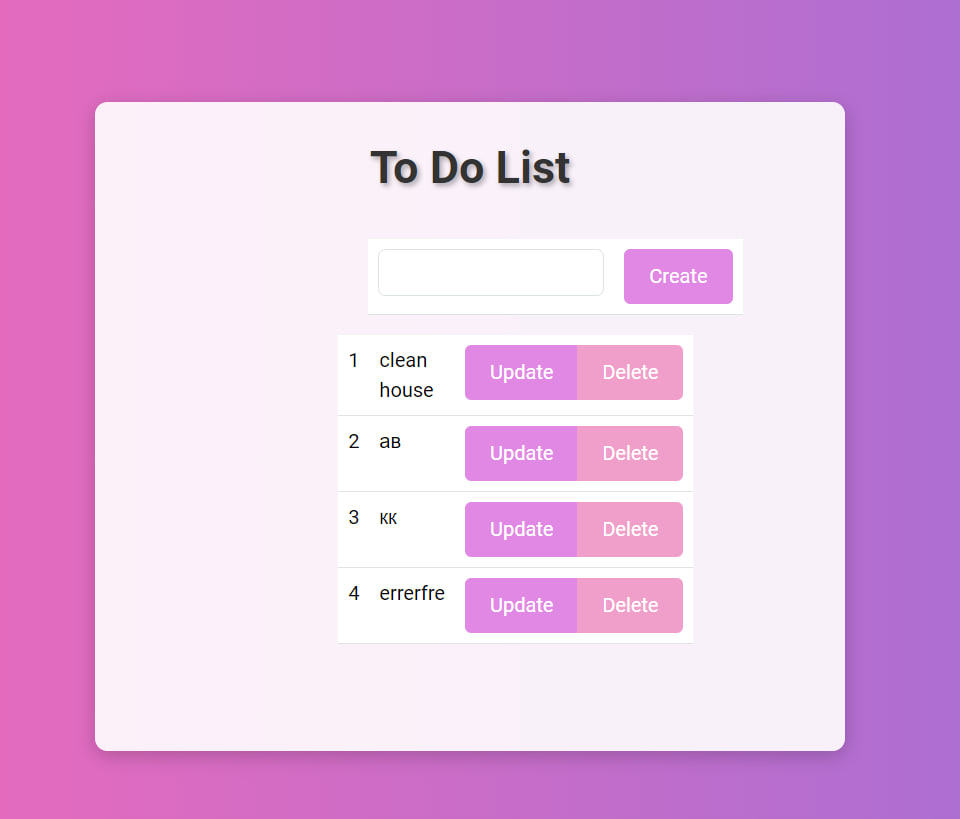 To Do List
Create
1 clean Update Delete
house
2 ав Update Delete
3 кк Update Delete
4 errerfre Update Delete